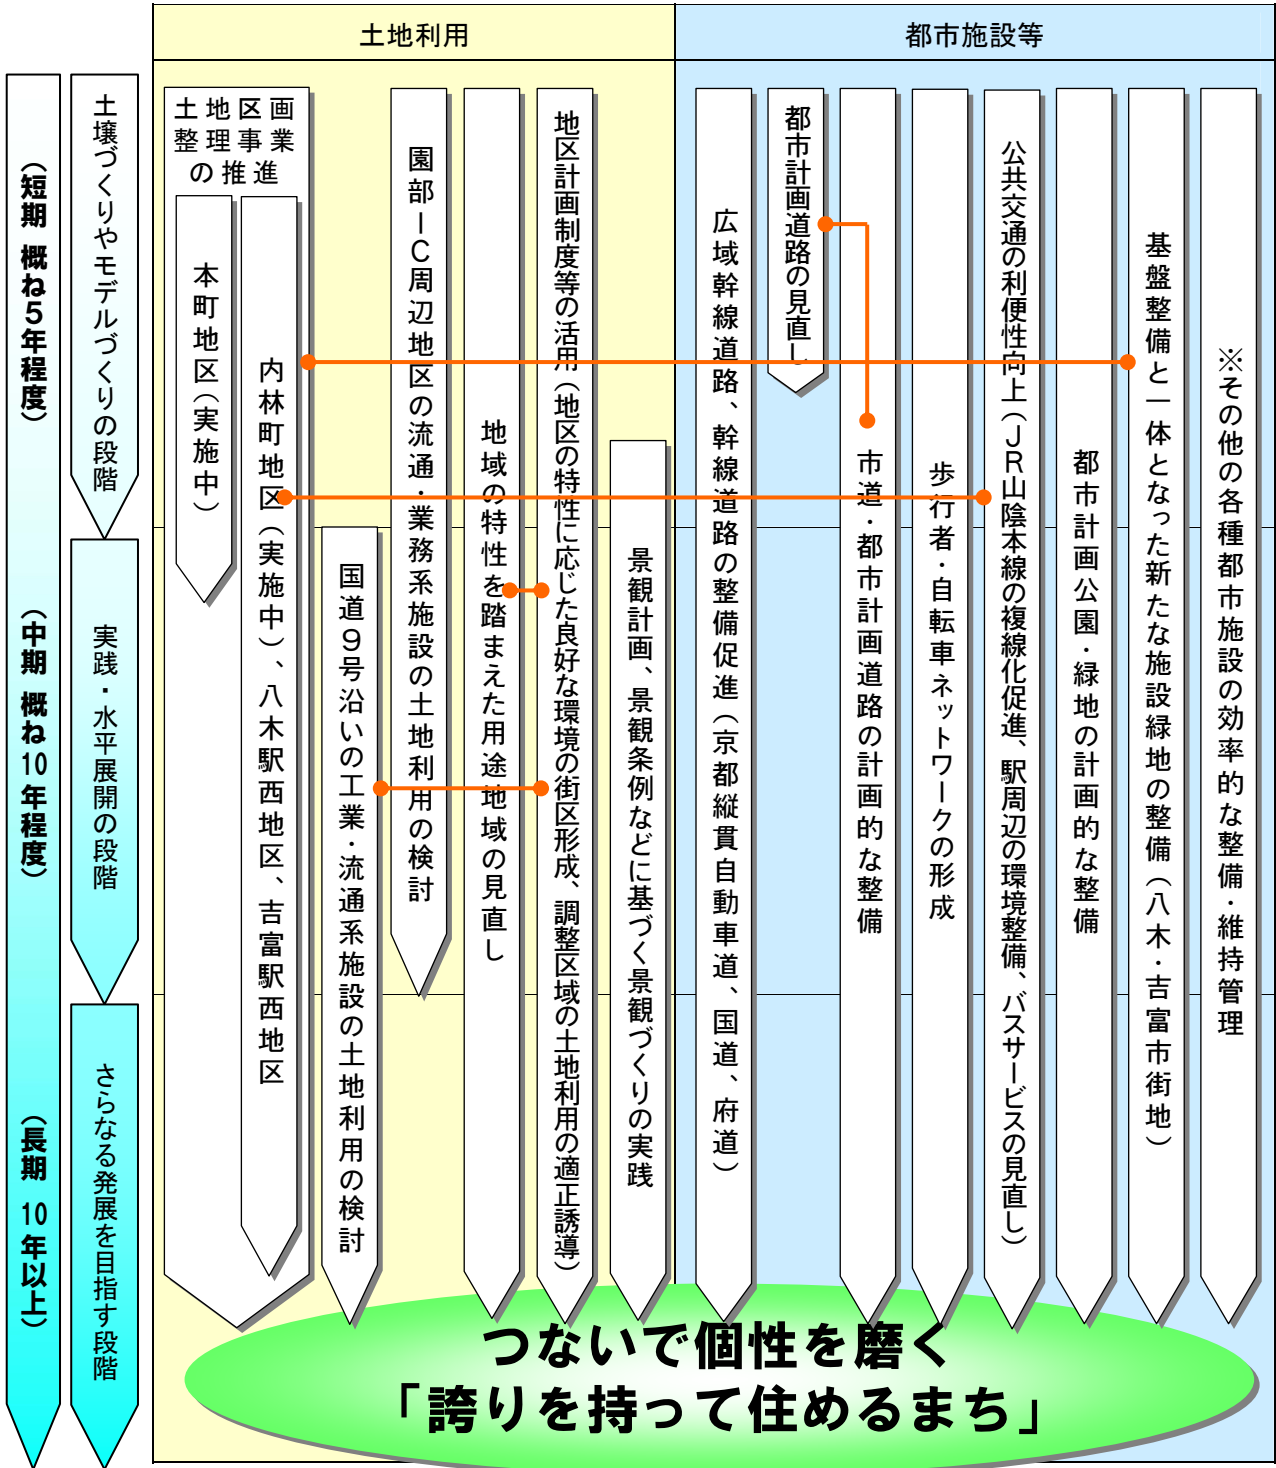 土地利用
都市施設等
（短期 概ね５年程度）
（中期 概ね10年程度）
（長期 10年以上）
土壌づくりやモデルづくりの段階
実践・水平展開の段階
さらなる発展を目指す段階
土地区画
整理事業
の推進
本町地区（実施中）
内林町地区（実施中）、八木駅西地区、吉富駅西地区
国道９号沿いの工業・流通系施設の土地利用の検討
園部ＩＣ周辺地区の流通・業務系施設の土地利用の検討
地域の特性を踏まえた用途地域の見直し
地区計画制度等の活用（地区の特性に応じた良好な環境の街区形成、調整区域の土地利用の適正誘導）
景観計画、景観条例などに基づく景観づくりの実践
広域幹線道路、幹線道路の整備促進（京都縦貫自動車道、国道、府道）
都市計画道路の見直し
市道・都市計画道路の計画的な整備
歩行者・自転車ネットワークの形成
公共交通の利便性向上（ＪＲ山陰本線の複線化促進、駅周辺の環境整備、バスサービスの見直し）
都市計画公園・緑地の計画的な整備
基盤整備と一体となった新たな施設緑地の整備（八木・吉富市街地）
※その他の各種都市施設の効率的な整備・維持管理
つないで個性を磨く
「誇りを持って住めるまち」